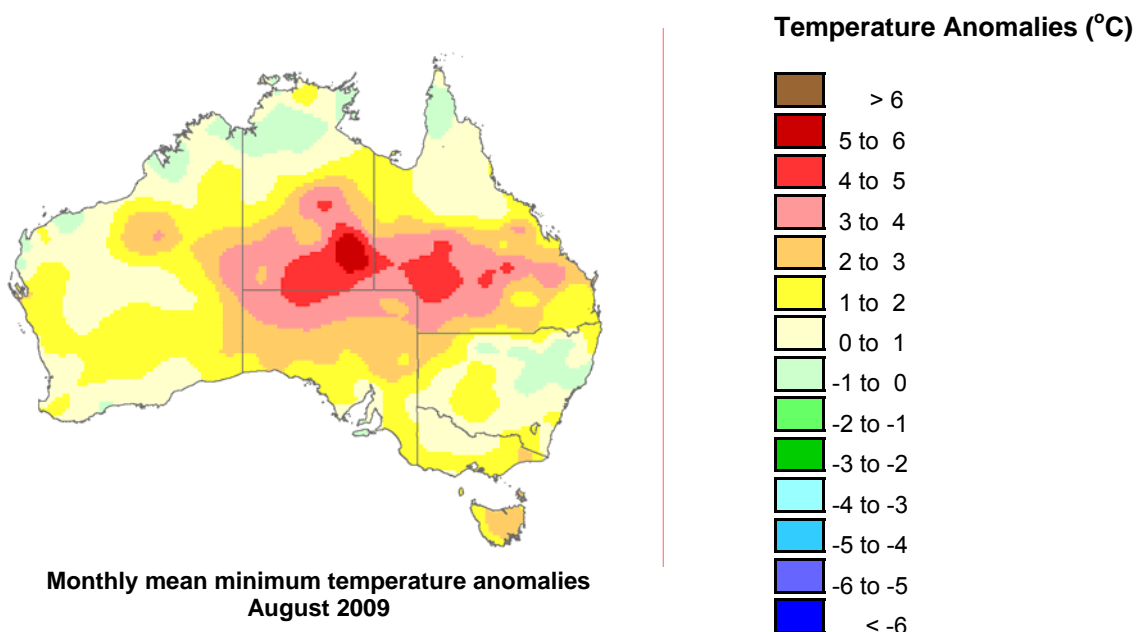 Temperature Anomalies (°C)
> 6
5 to 6
4 to 5
3 to 4
2 to 3
1 to 2
0 to 1
-1 to 0
-2 to -1
-3 to -2
-4 to -3
-5 to -4
-6 to -5
< -6
Monthly mean minimum temperature anomalies
August 2009